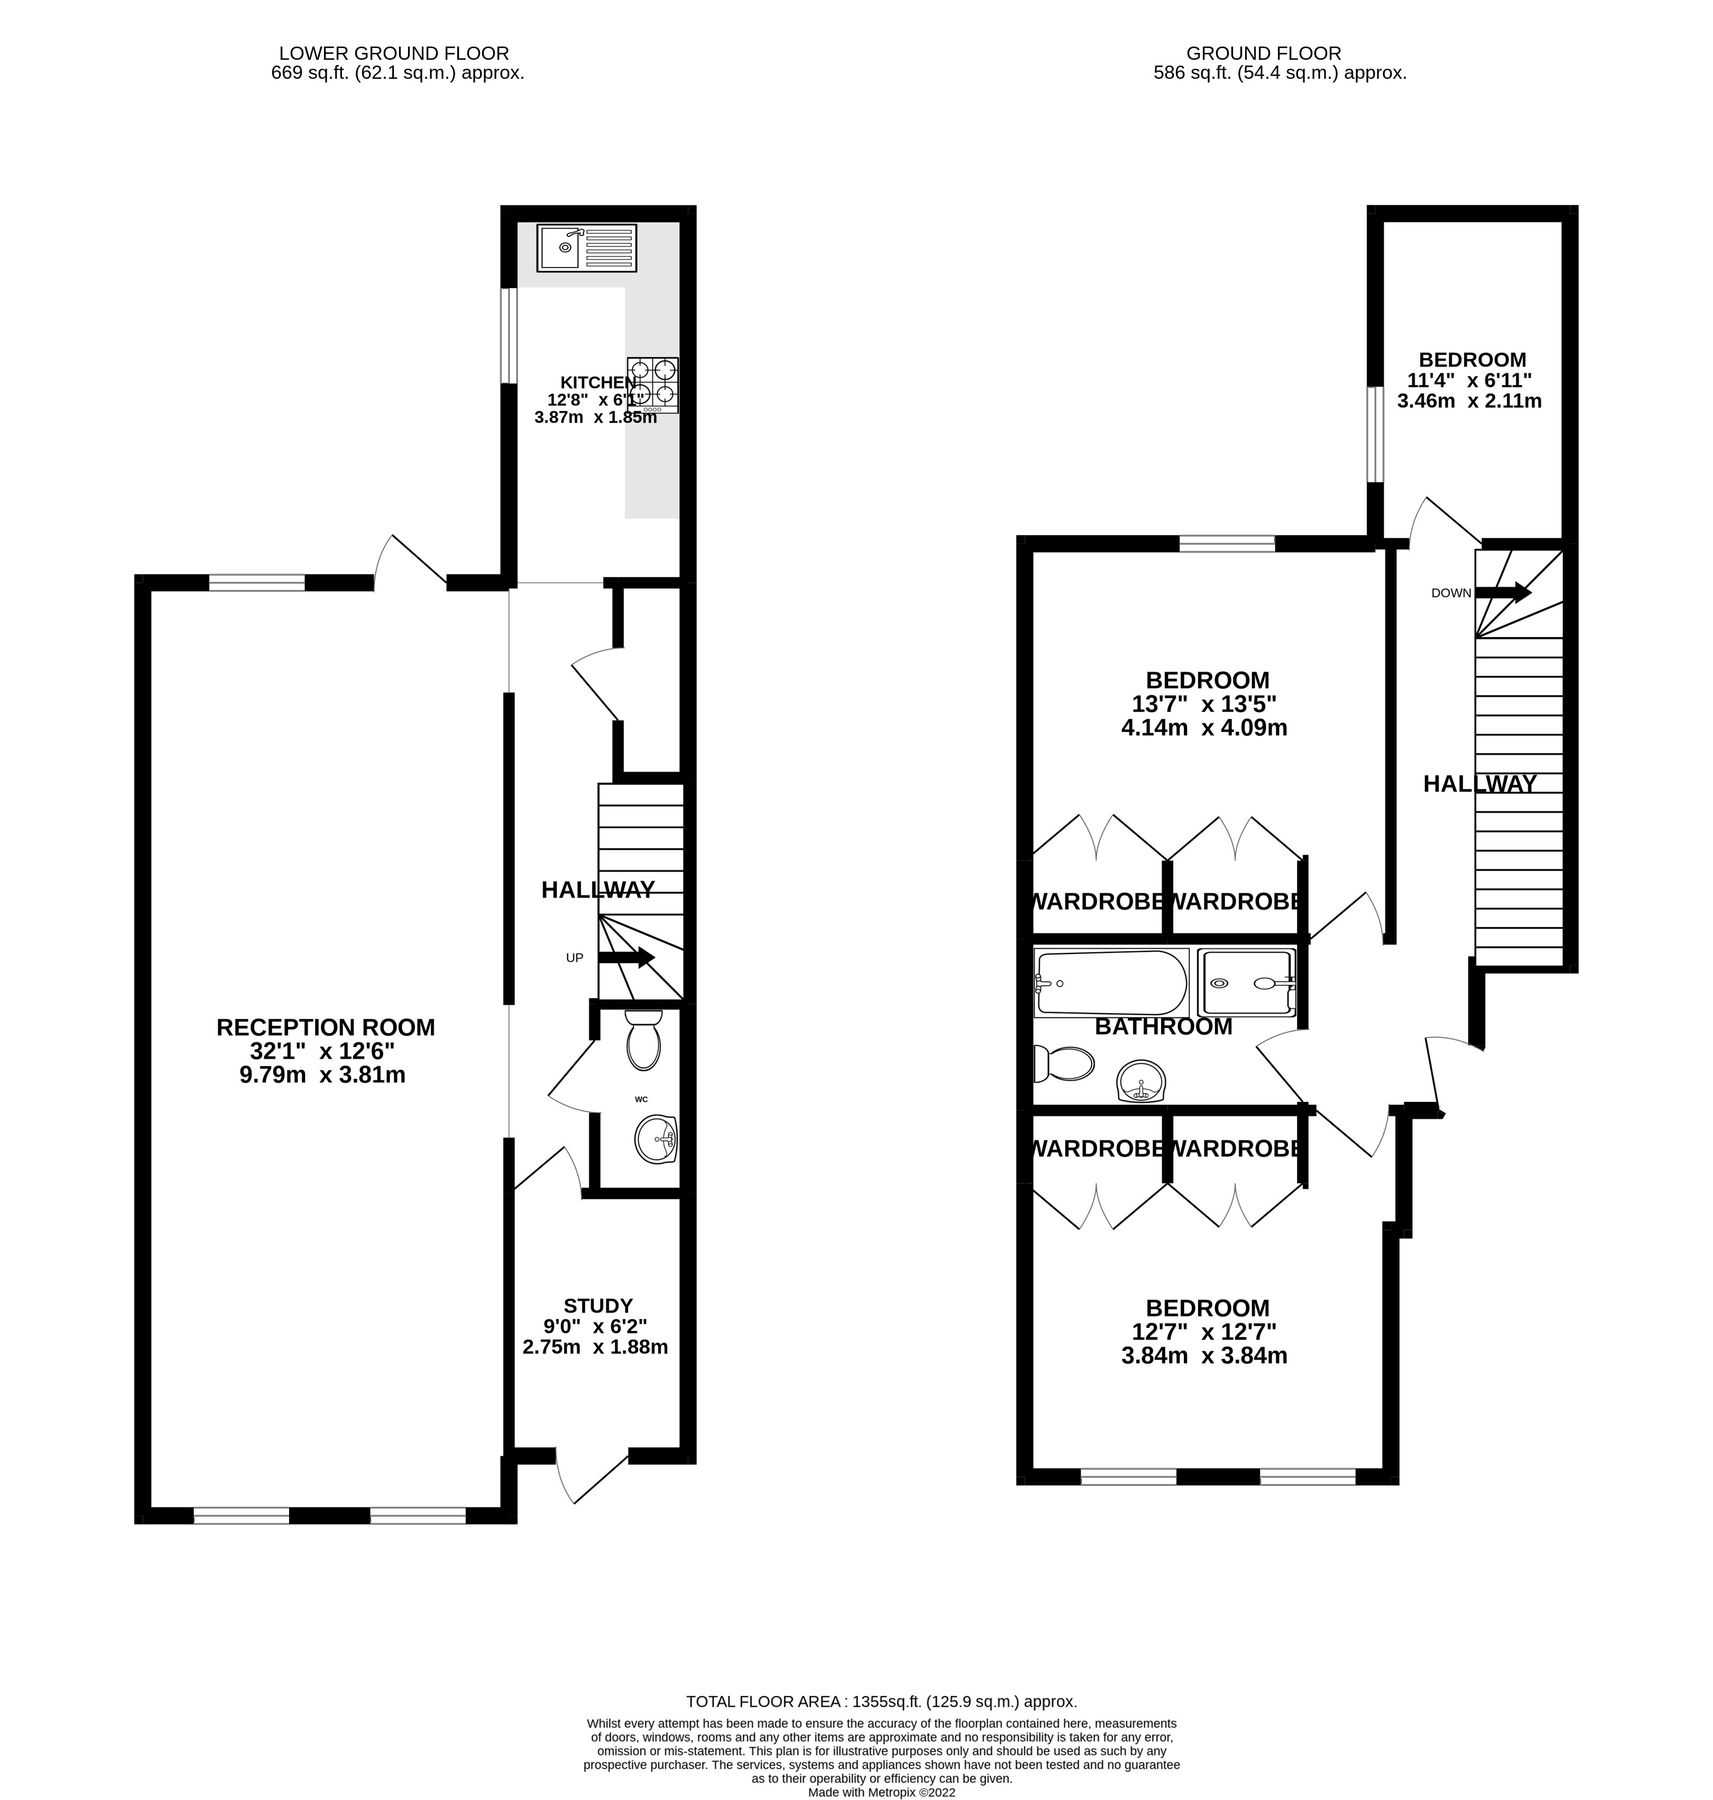 LOWER GROUND FLOOR
669 sq.ft. (62.1 sq.m.) approx.
GROUND FLOOR
586 sq.ft. (54.4 sq.m.) approx.
KITCHEN
12'8" x 6'1"
3.87m x 1.85m
HALLWAY
UP
RECEPTION ROOM
32'1" x 12'6"
9.79m x 3.81m
WC
STUDY
9'0" x 6'2"
2.75m x 1.88m
BEDROOM
11'4" x 6'11"
3.46m x 2.11m
DOWN
BEDROOM
13'7" x 13'5"
4.14m x 4.09m
HALLWAY
WARDROBE WARDROBE
BATHROOM
WARDROBE WARDROBE
BEDROOM
12'7" x 12'7"
3.84m x 3.84m
TOTAL FLOOR AREA : 1355sq.ft. (125.9 sq.m.) approx.
Whilst every attempt has been made to ensure the accuracy of the floorplan contained here, measurements
of doors, windows, rooms and any other items are approximate and no responsibility is taken for any error,
omission or mis-statement. This plan is for illustrative purposes only and should be used as such by any
prospective purchaser. The services, systems and appliances shown have not been tested and no guarantee
as to their operability or efficiency can be given.
Made with Metropix ©2022